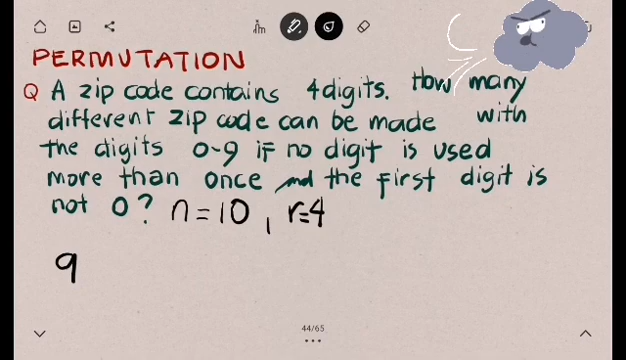 PERMUTATION
Q A zip code contains 4 digits. How many
different zip code can be made with
the digits 0-9 if no digit is used
more than once and the first digit is
not 0? n=10, r=4
9
44/65